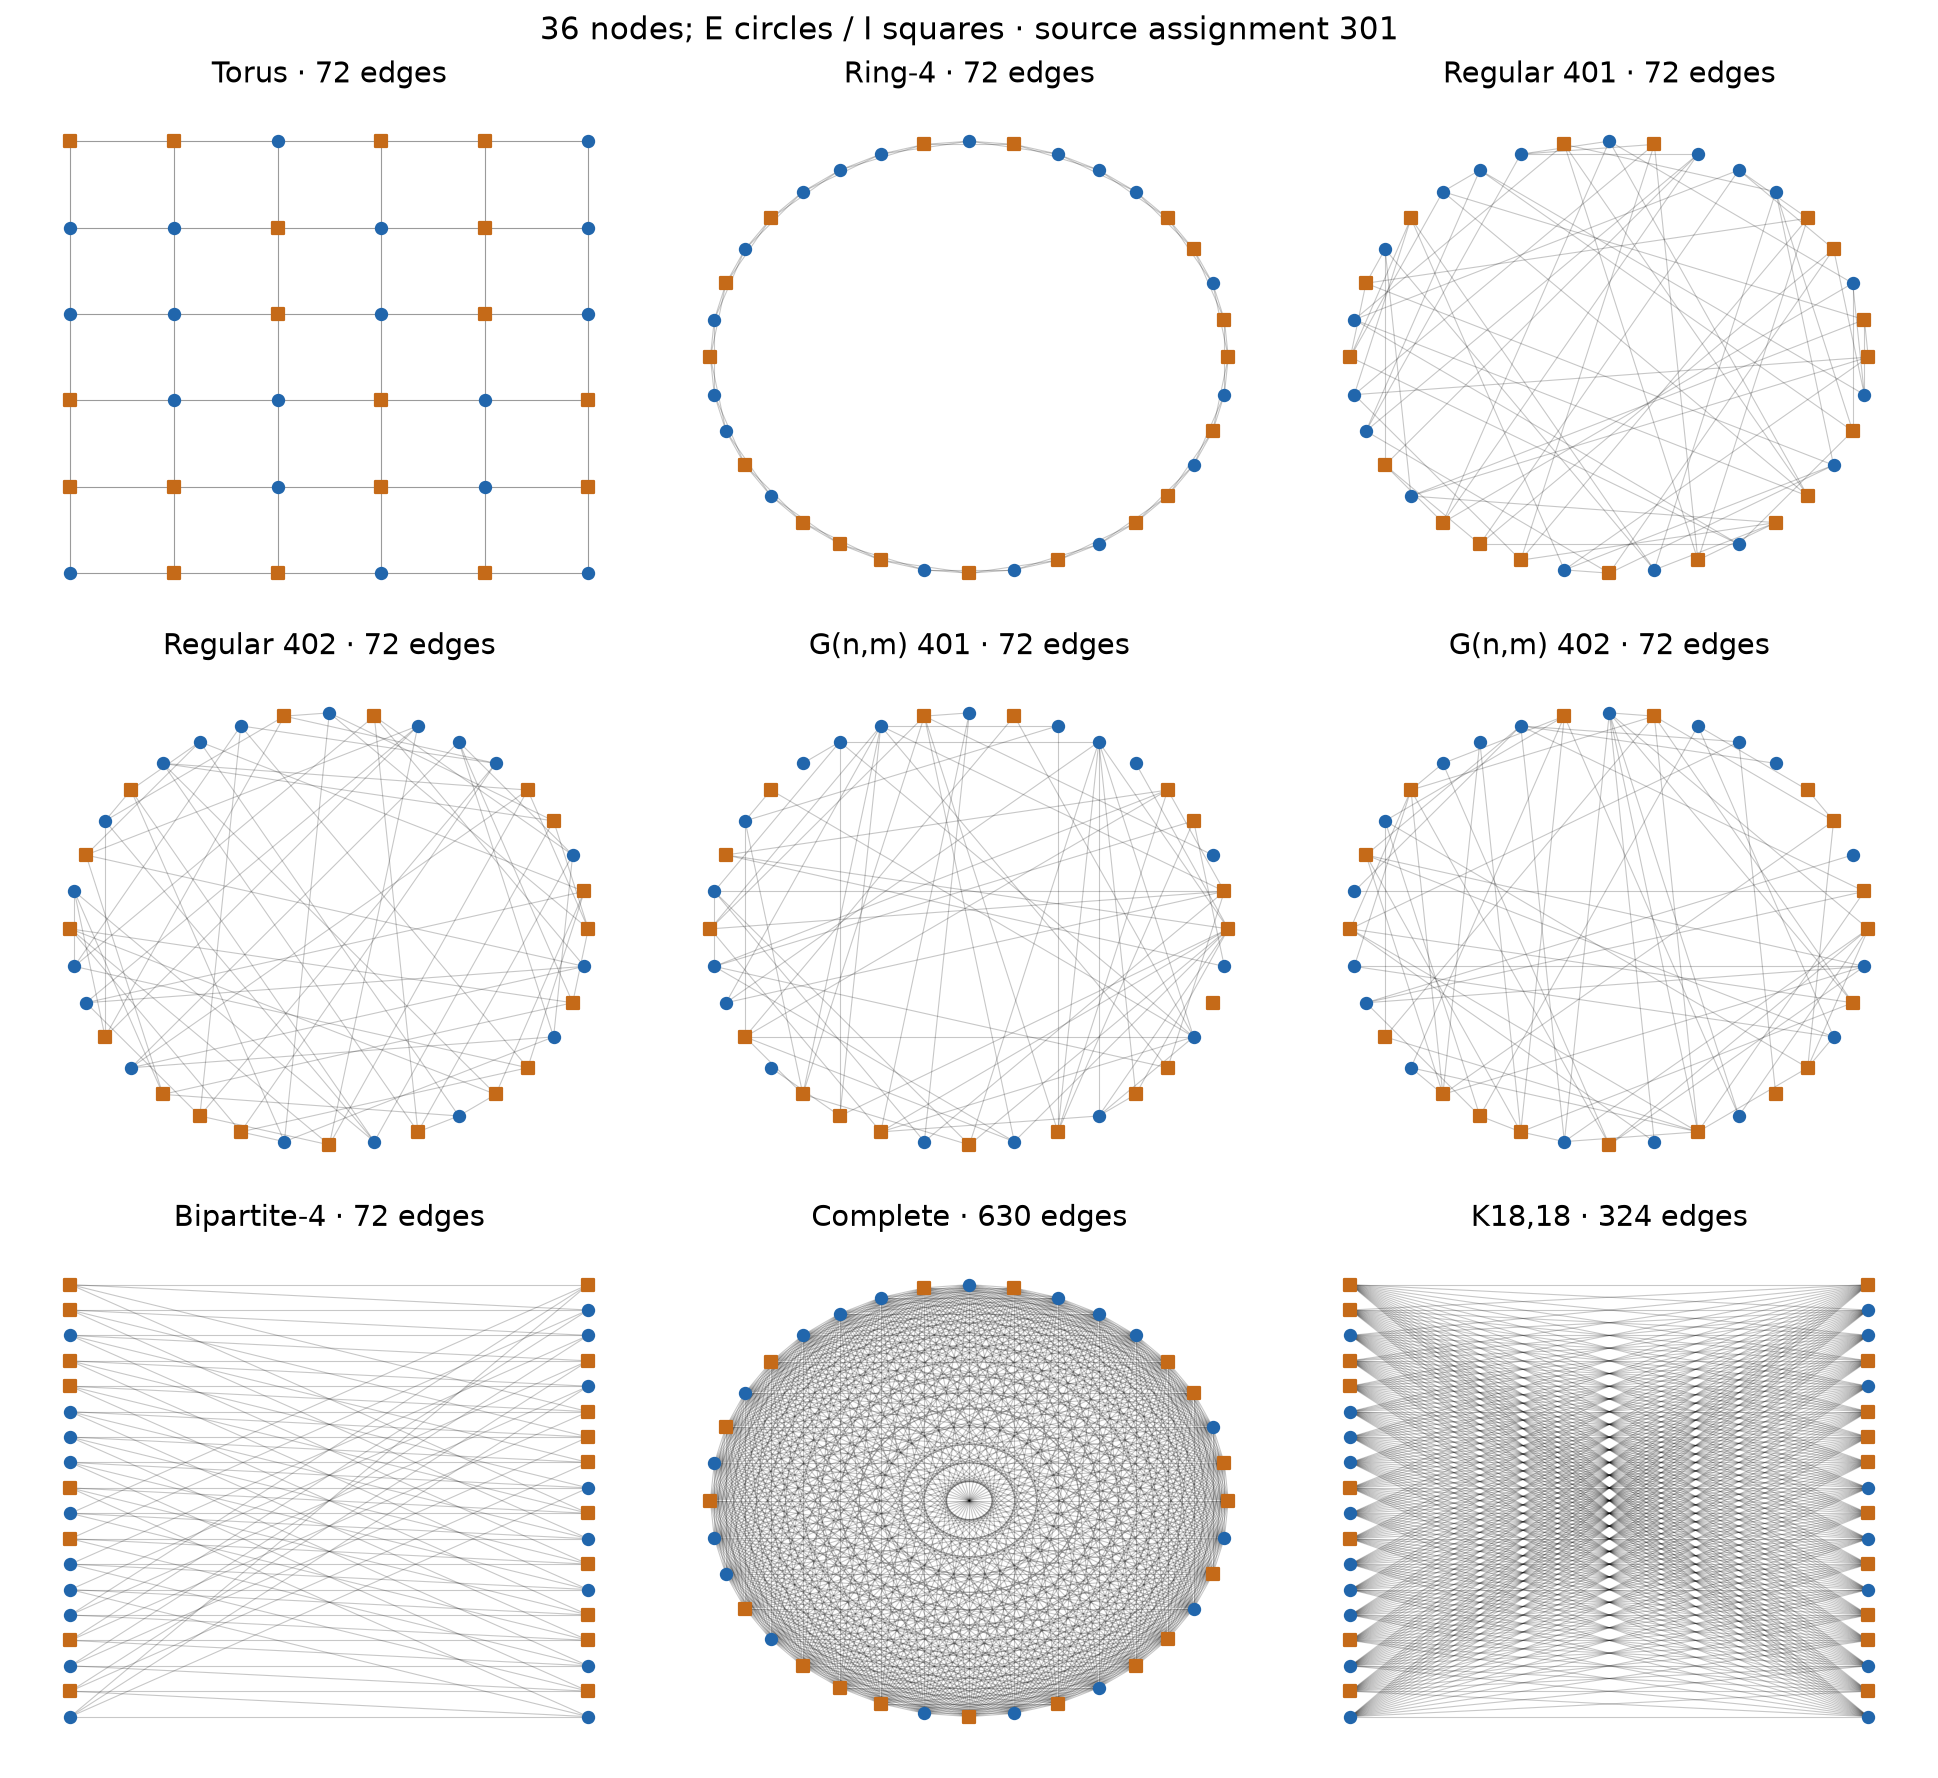 36 nodes; E circles / I squares · source assignment 301
Torus · 72 edges
Ring-4 · 72 edges
Regular 401 · 72 edges
Regular 402 · 72 edges
G(n,m) 401 · 72 edges
G(n,m) 402 · 72 edges
Bipartite-4 · 72 edges
Complete · 630 edges
K18,18 · 324 edges